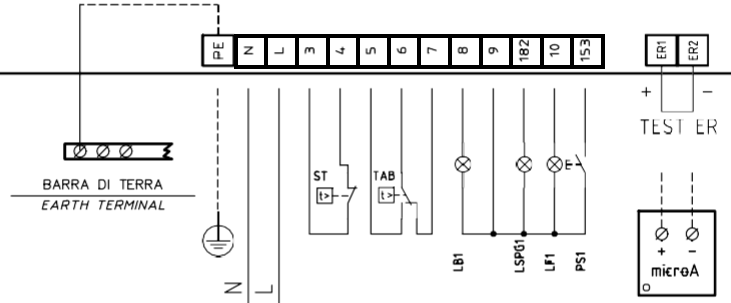 PE N L 3 4 5 6 7 8 9 182 10 153 ER1 ER2
+ -
TEST ER
BARRA DI TERRA
EARTH TERMINAL
ST TAB
t> t>
E
LB1 LSPG1 LF1 PS1
N L
+ -
microA